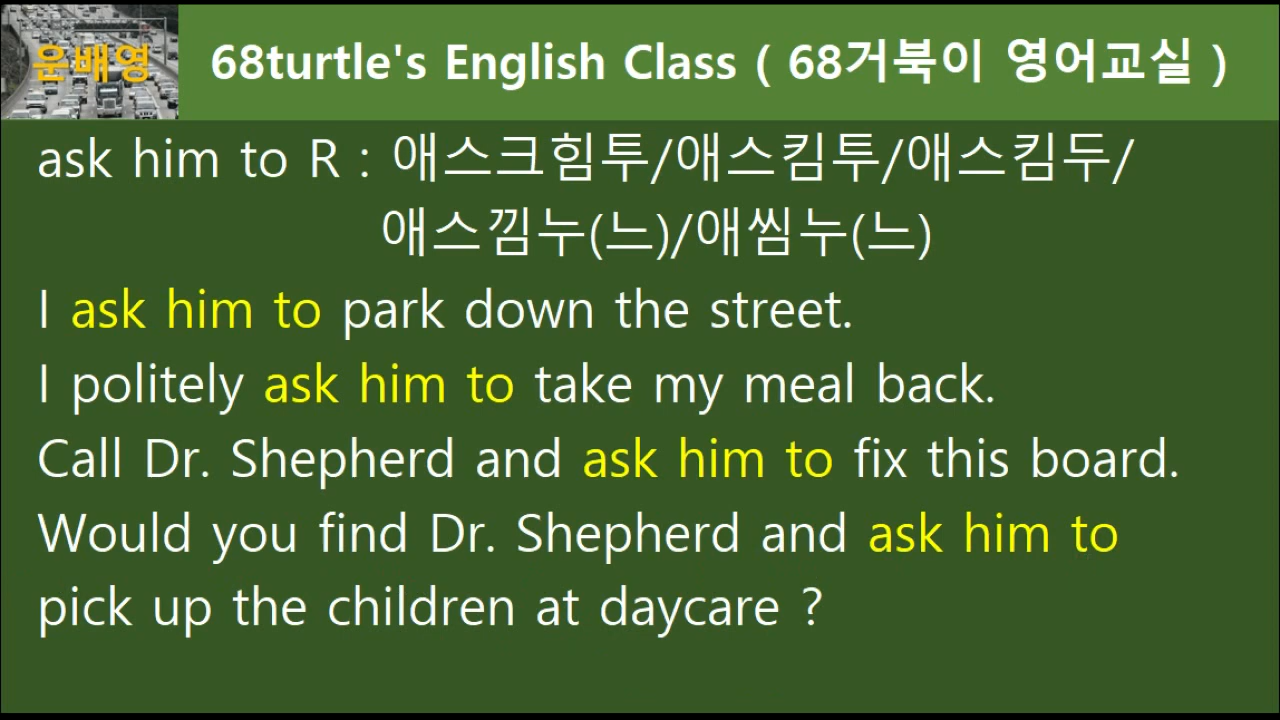 운배영
68turtle's English Class ( 68거북이 영어교실 )
ask him to R : 애스크힘투/애스킴투/애스킴두/
애스낌누(느)/애씸누(느)
I ask him to park down the street.
I politely ask him to take my meal back.
Call Dr. Shepherd and ask him to fix this board.
Would you find Dr. Shepherd and ask him to
pick up the children at daycare ?